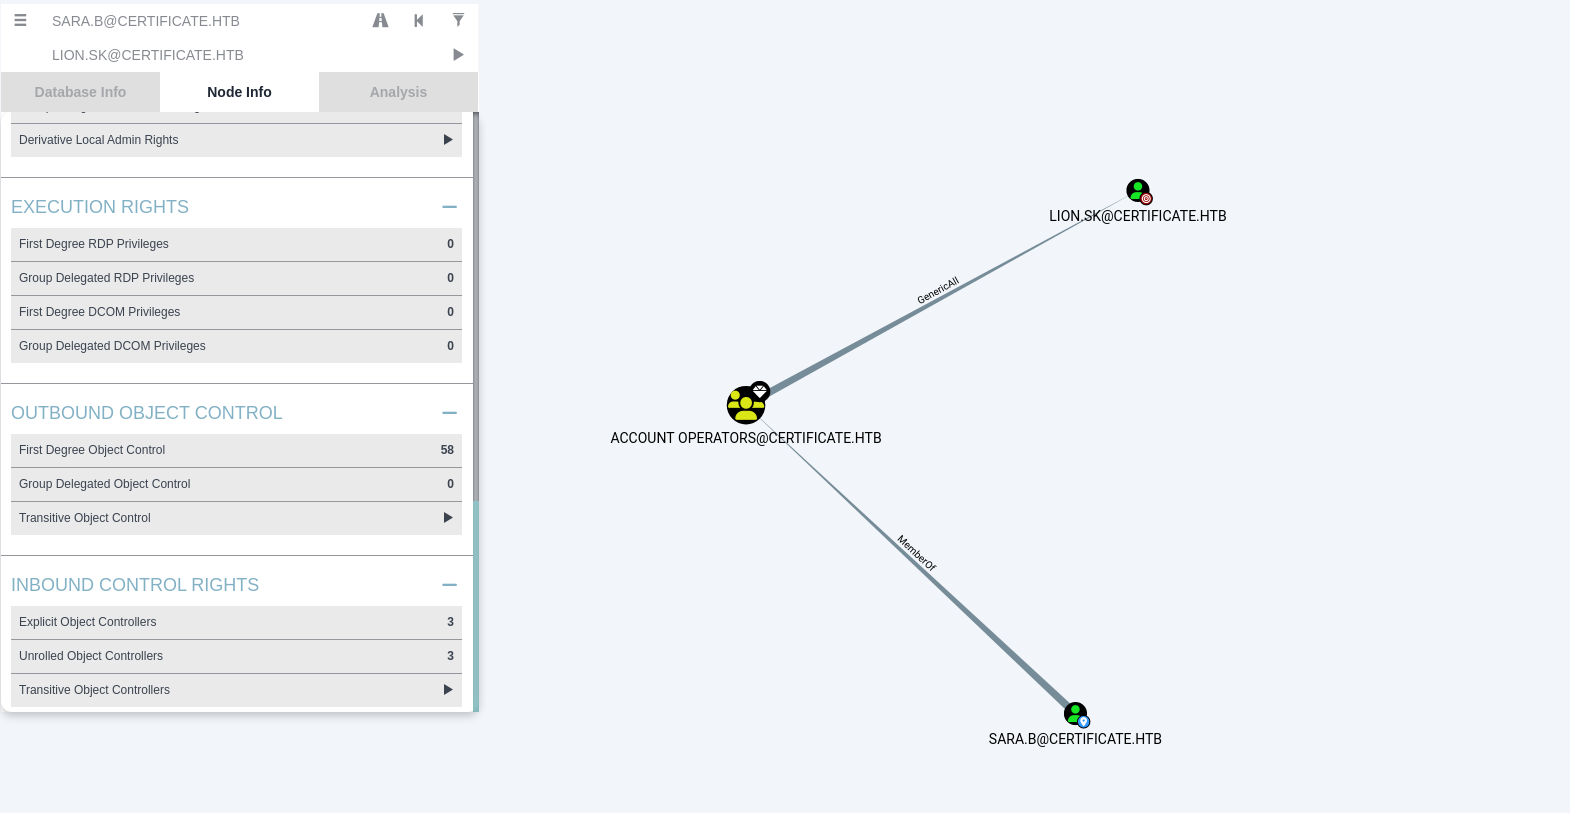 SARA.B@CERTIFICATE.HTB
LION.SK@CERTIFICATE.HTB
Database Info
Node Info
Analysis
Derivative Local Admin Rights
EXECUTION RIGHTS
First Degree RDP Privileges 0
Group Delegated RDP Privileges 0
First Degree DCOM Privileges 0
Group Delegated DCOM Privileges 0
OUTBOUND OBJECT CONTROL
First Degree Object Control 58
Group Delegated Object Control 0
Transitive Object Control
INBOUND CONTROL RIGHTS
Explicit Object Controllers 3
Unrolled Object Controllers 3
Transitive Object Controllers
LION.SK@CERTIFICATE.HTB
GenericAll
ACCOUNT OPERATORS@CERTIFICATE.HTB
MemberOf
SARA.B@CERTIFICATE.HTB